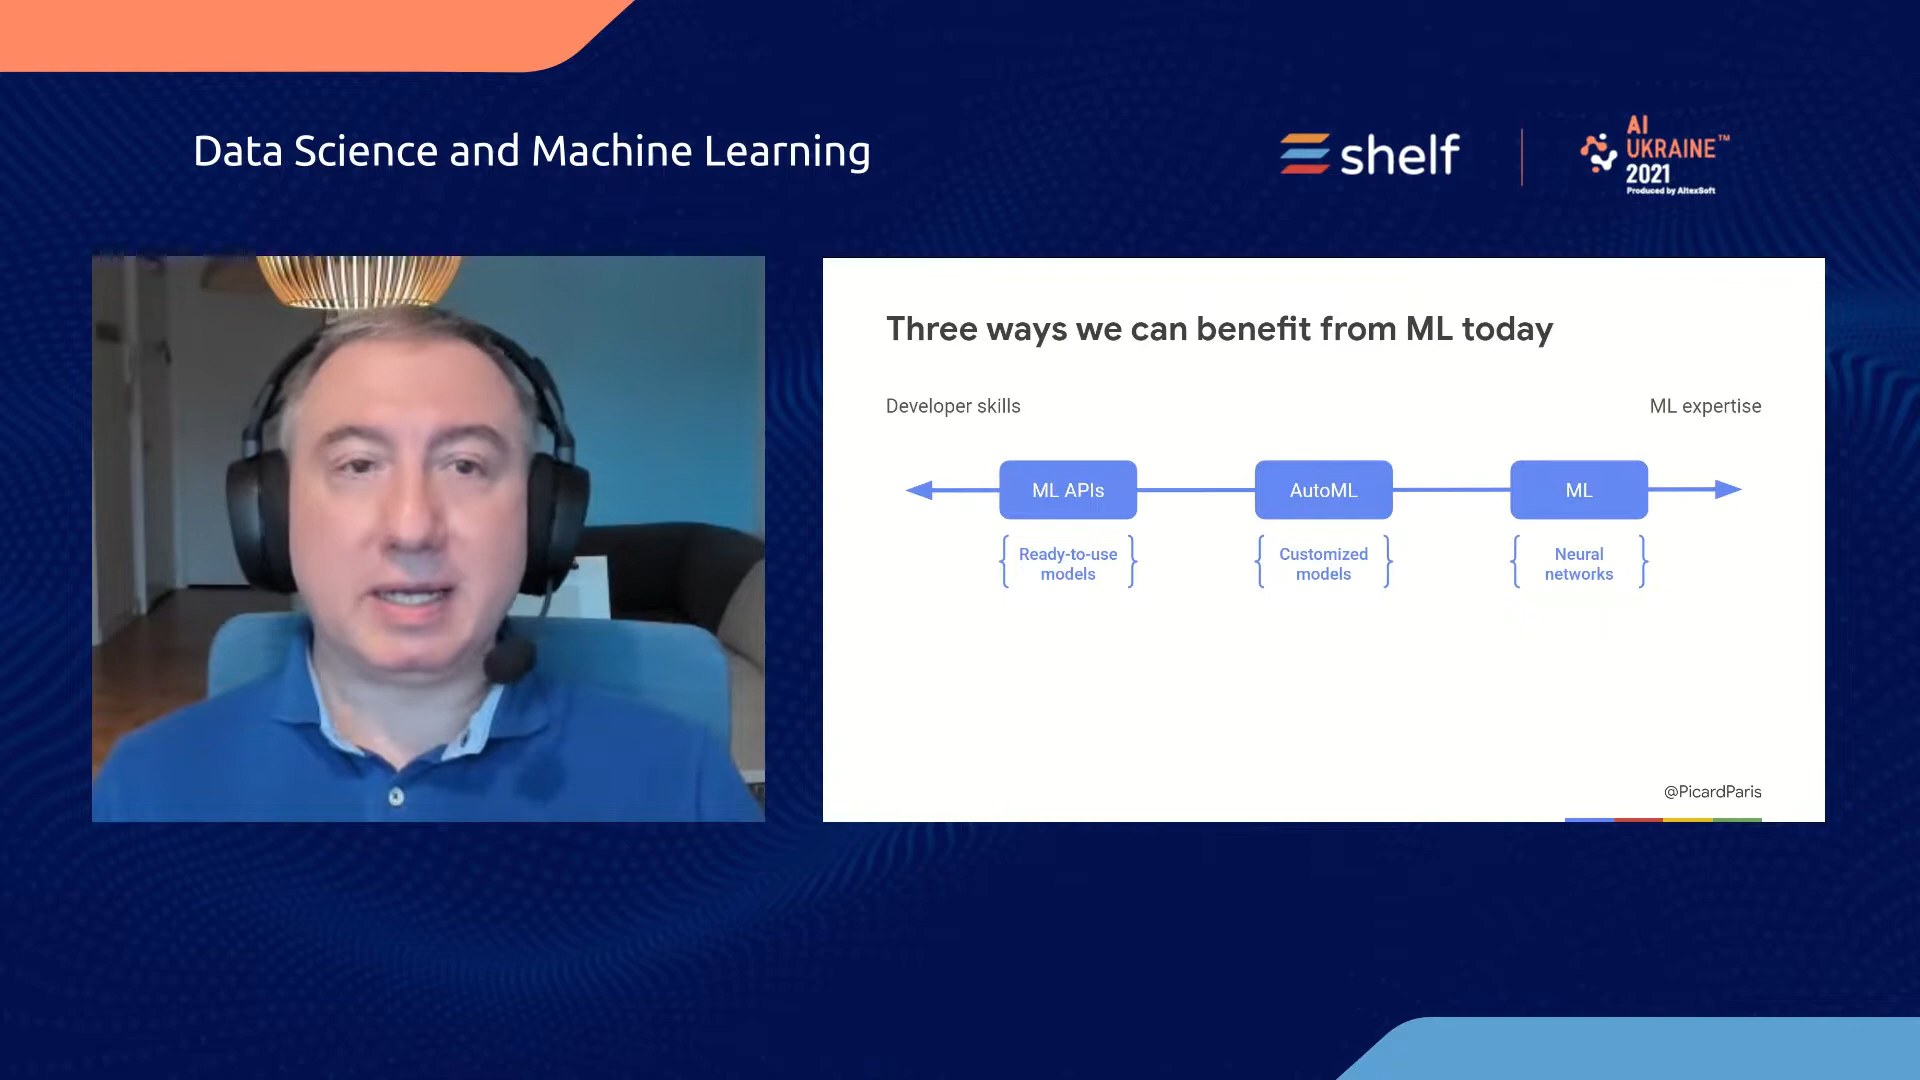 Data Science and Machine Learning
shelf
AI
UKRAINE™
2021
Produced by AltexSoft
Three ways we can benefit from ML today
Developer skills
ML expertise
ML APIs
AutoML
ML
Ready-to-use
models
Customized
models
Neural
networks
@PicardParis